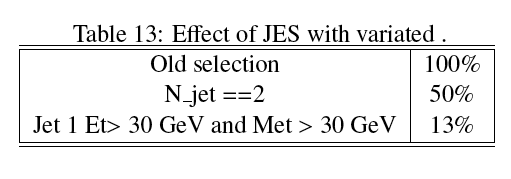 Table 13: Effect of JES with variated .
Old selection 100%
N_jet ==2 50%
Jet 1 Et> 30 GeV and Met > 30 GeV 13%